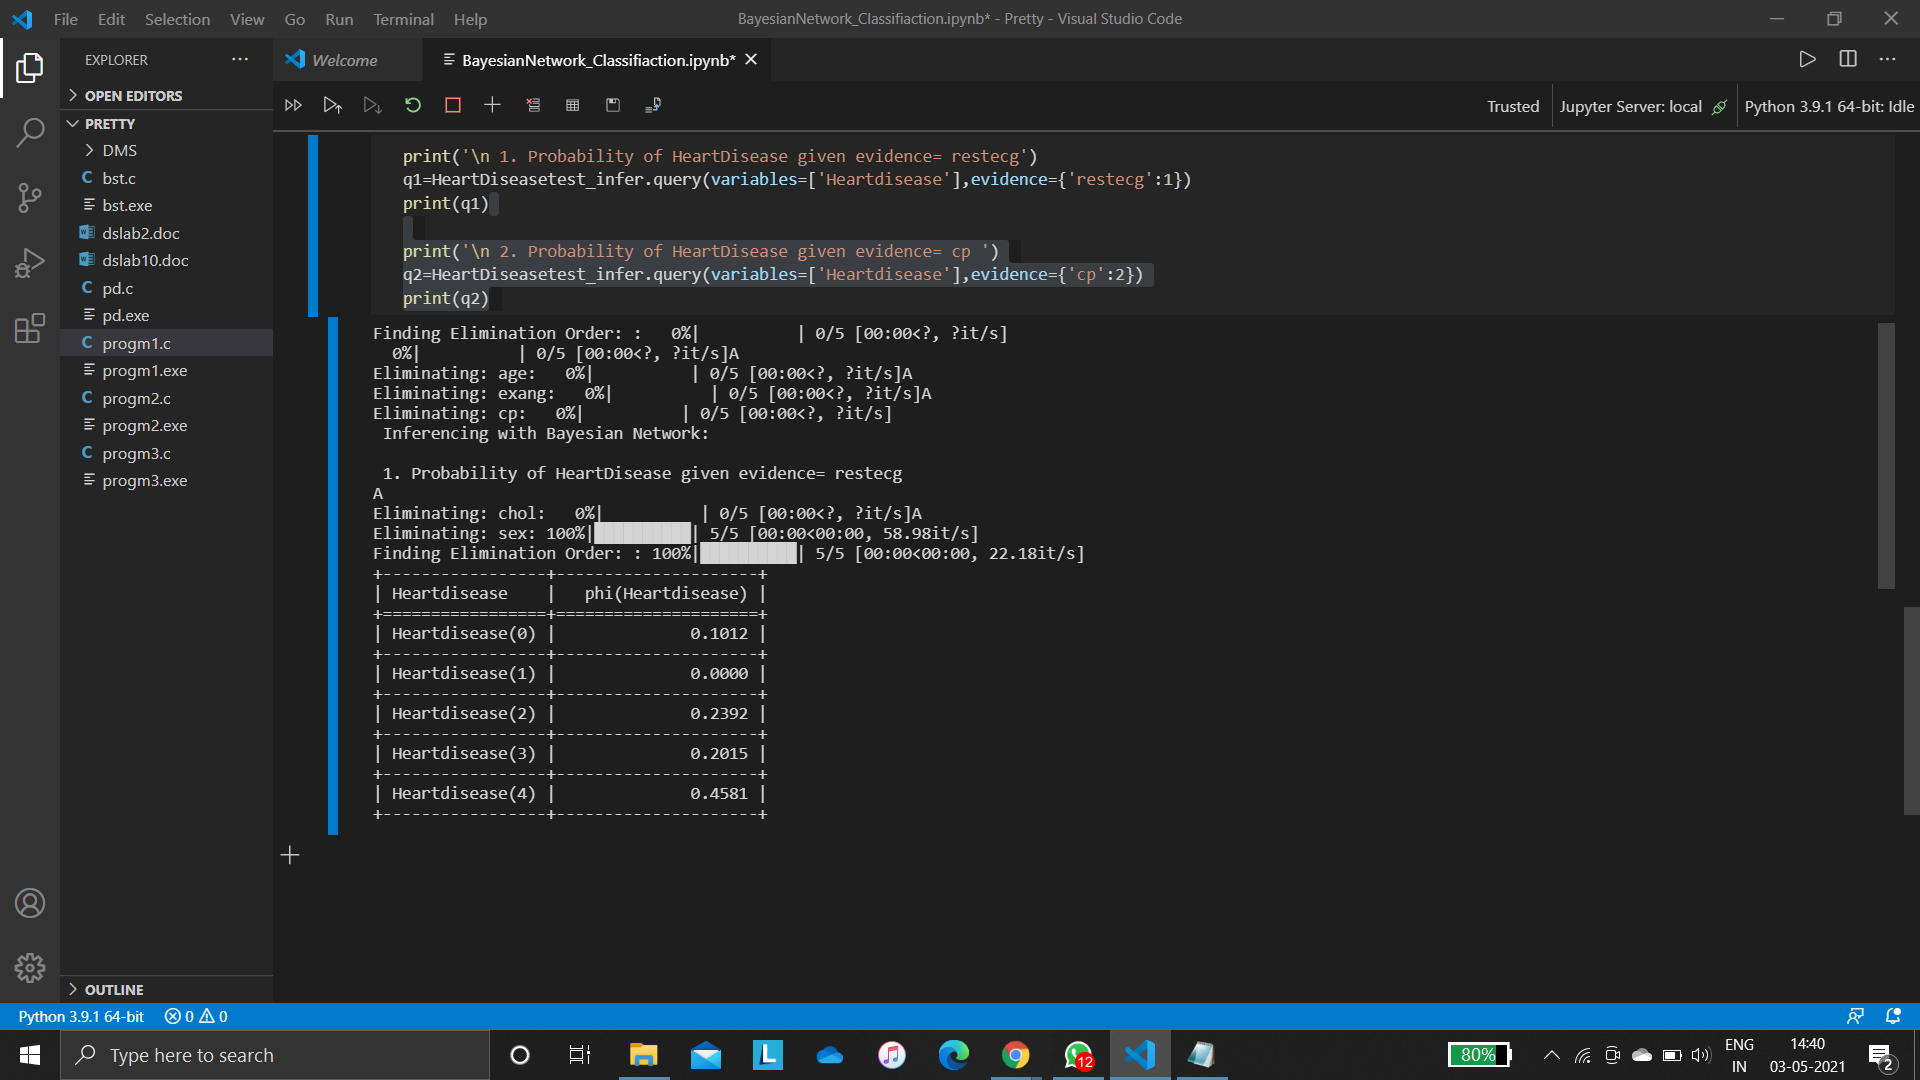 File Edit Selection View Go Run Terminal Help
BayesianNetwork_Classifiaction.ipynb* - Pretty - Visual Studio Code
EXPLORER
Welcome
BayesianNetwork_Classifiaction.ipynb*
OPEN EDITORS
PRETTY
DMS
C bst.c
bst.exe
dslab2.doc
dslab10.doc
C pd.c
pd.exe
C progm1.c
progm1.exe
C progm2.c
progm2.exe
C progm3.c
progm3.exe
OUTLINE
Trusted
Jupyter Server: local
Python 3.9.1 64-bit: Idle
print('\n 1. Probability of HeartDisease given evidence= restecg')
q1=HeartDiseasetest_infer.query(variables=['Heartdisease'],evidence={'restecg':1})
print(q1)
print('\n 2. Probability of HeartDisease given evidence= cp ')
q2=HeartDiseasetest_infer.query(variables=['Heartdisease'],evidence={'cp':2})
print(q2)
Finding Elimination Order: :   0%|          | 0/5 [00:00<?, ?it/s]
  0%|          | 0/5 [00:00<?, ?it/s]A
Eliminating: age:   0%|          | 0/5 [00:00<?, ?it/s]A
Eliminating: exang:   0%|          | 0/5 [00:00<?, ?it/s]A
Eliminating: cp:   0%|          | 0/5 [00:00<?, ?it/s]
 Inferencing with Bayesian Network:
 1. Probability of HeartDisease given evidence= restecg
A
Eliminating: chol:   0%|          | 0/5 [00:00<?, ?it/s]A
Eliminating: sex: 100%|██████████| 5/5 [00:00<00:00, 58.98it/s]
Finding Elimination Order: : 100%|██████████| 5/5 [00:00<00:00, 22.18it/s]
+-----------------+---------------------+
| Heartdisease    |   phi(Heartdisease) |
+=================+=====================+
| Heartdisease(0) |              0.1012 |
+-----------------+---------------------+
| Heartdisease(1) |              0.0000 |
+-----------------+---------------------+
| Heartdisease(2) |              0.2392 |
+-----------------+---------------------+
| Heartdisease(3) |              0.2015 |
+-----------------+---------------------+
| Heartdisease(4) |              0.4581 |
+-----------------+---------------------+
Python 3.9.1 64-bit 0 0
Type here to search
L
12
80%
ENG
IN
14:40
03-05-2021
2